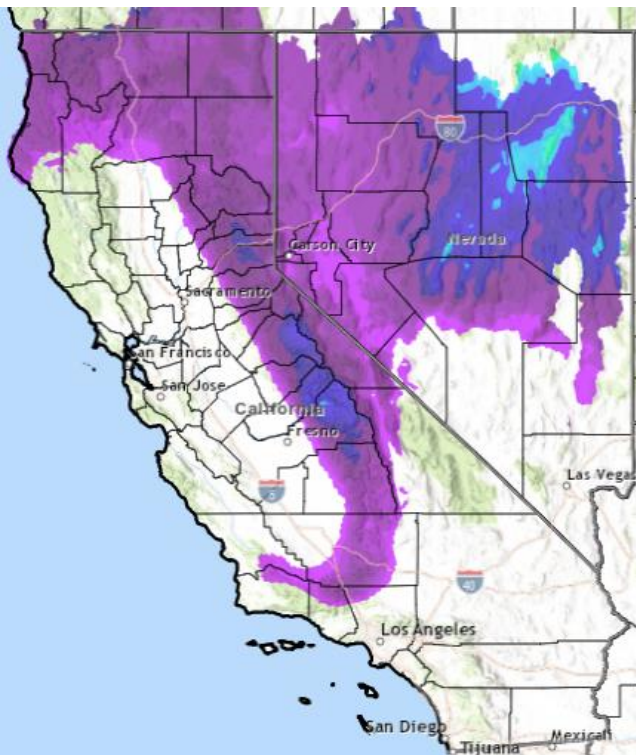 80
Nevada
Carson City
Sacramento
San Francisco
San Jose
California
Fresno
5
Las Vegas
40
Los Angeles
San Diego
Tijuana
Mexicali